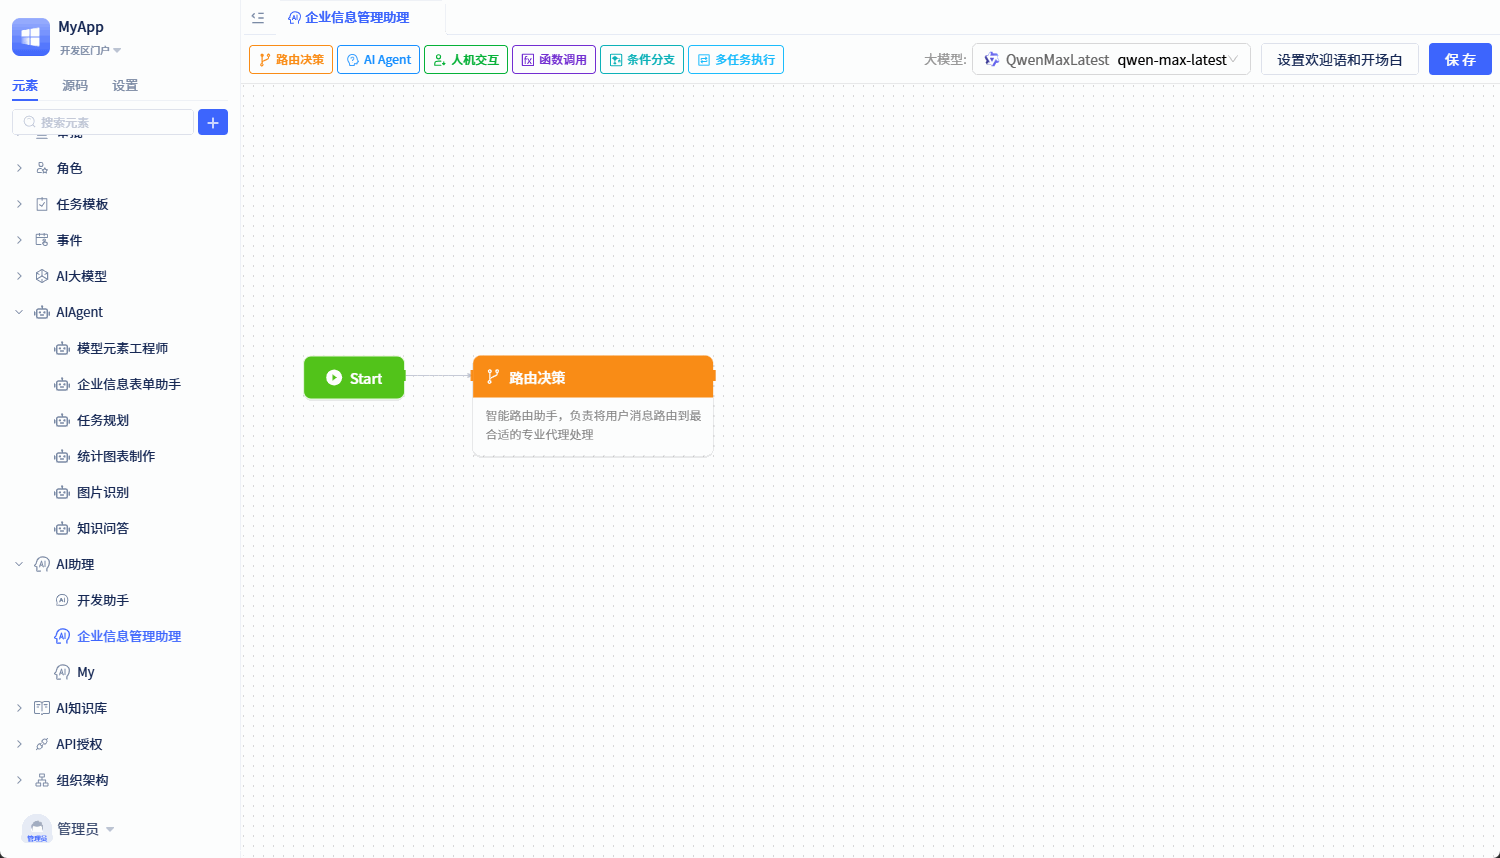 MyApp
开发区门户
元素 源码 设置
搜索元素
角色
任务模板
事件
AI大模型
AIAgent
模型元素工程师
企业信息表单助手
任务规划
统计图表制作
图片识别
知识问答
AI助理
开发助手
企业信息管理助理
My
AI知识库
API授权
组织架构
管理员
管理员
企业信息管理助理
路由决策 AI Agent 人机交互 函数调用 条件分支 多任务执行
大模型: QwenMaxLatest qwen-max-latest 设置欢迎语和开场白 保 存
Start
路由决策
智能路由助手，负责将用户消息路由到最
合适的专业代理处理